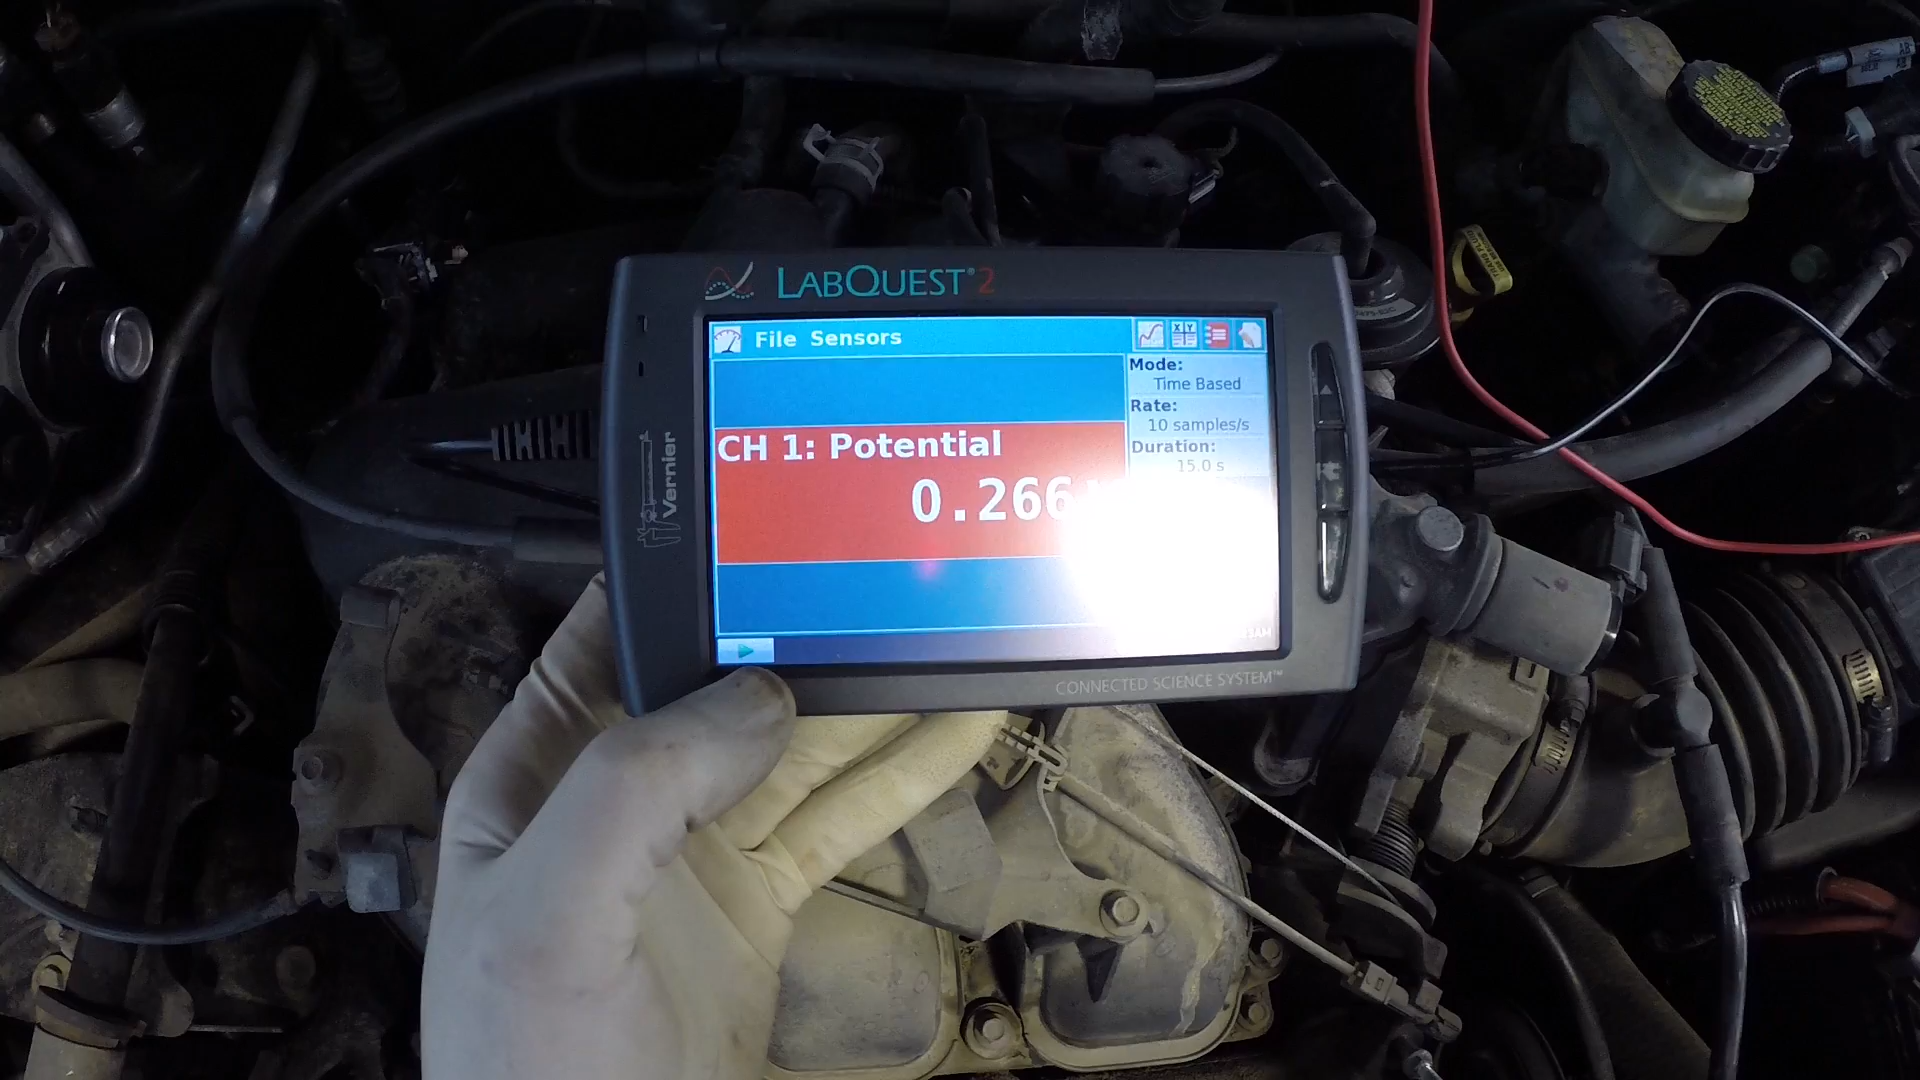 LABQUEST® 2
File Sensors
X Y
Mode:
Time Based
Rate:
10 samples/s
Duration:
15.0 s
CH 1: Potential
0.266
Vernier
CONNECTED SCIENCE SYSTEM™